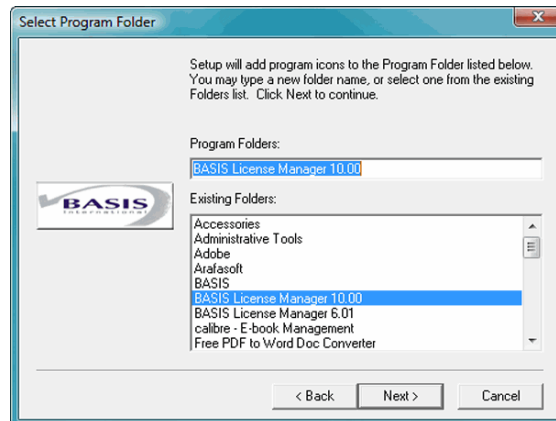 Select Program Folder
Setup will add program icons to the Program Folder listed below.
You may type a new folder name, or select one from the existing
Folders list. Click Next to continue.
Program Folders:
BASIS License Manager 10.00
BASIS
International
Existing Folders:
Accessories
Administrative Tools
Adobe
Arafasoft
BASIS
BASIS License Manager 10.00
BASIS License Manager 6.01
calibre - E-book Management
Free PDF to Word Doc Converter
< Back
Next >
Cancel